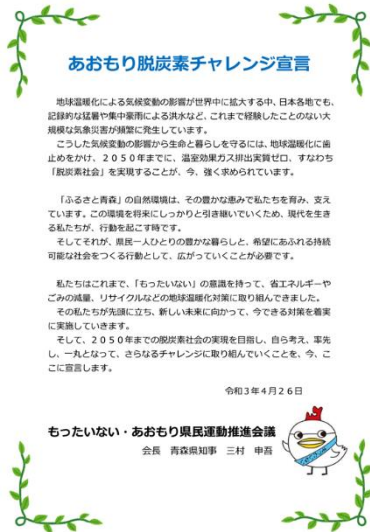 あおもり脱炭素チャレンジ宣言
地球温暖化による気候変動の影響が世界中に拡大する中、日本各地でも、
記録的な猛暑や集中豪雨による洪水など、これまで経験したことのない大
規模な気象災害が頻繁に発生しています。
こうした気候変動の影響から生命と暮らしを守るには、地球温暖化に歯
止めをかけ、2050年までに、温室効果ガス排出実質ゼロ、すなわち
「脱炭素社会」を実現することが、今、強く求められています。
「ふるさと青森」の自然環境は、その豊かな恵みで私たちを育み、支え
ています。この環境を将来にしっかりと引き継いでいくため、現代を生き
る私たちが、行動を起こす時です。
そしてそれが、県民一人ひとりの豊かな暮らしと、希望にあふれる持続
可能な社会をつくる行動として、広がっていくことが必要です。
私たちはこれまで、「もったいない」の意識を持って、省エネルギーや
ごみの減量、リサイクルなどの地球温暖化対策に取り組んできました。
その私たちが先頭に立ち、新しい未来に向かって、今できる対策を着実
に実施していきます。
そして、2050年までの脱炭素社会の実現を目指し、自ら考え、率先
し、一丸となって、さらなるチャレンジに取り組んでいくことを、今、こ
こに宣言します。
令和3年4月26日
もったいない・あおもり県民運動推進会議
会長 青森県知事 三村 申吾